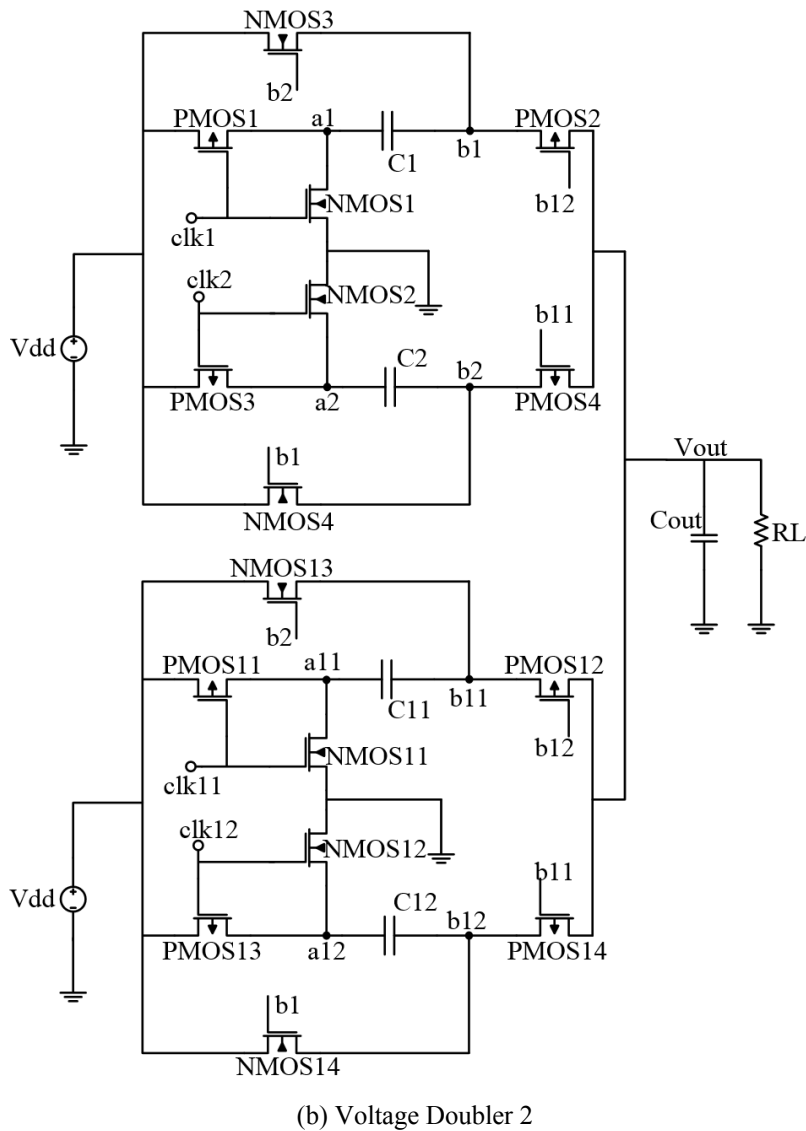 NMOS3
b2
PMOS1
a1
C1
b1
PMOS2
b12
NMOS1
clk1
clk2
NMOS2
Vdd
b11
C2
b2
PMOS3
a2
PMOS4
b1
NMOS4
Vout
Cout
RL
NMOS13
b2
PMOS11
a11
C11
b11
PMOS12
b12
NMOS11
clk11
clk12
NMOS12
Vdd
b11
C12
b12
PMOS13
a12
PMOS14
b1
NMOS14
(b) Voltage Doubler 2